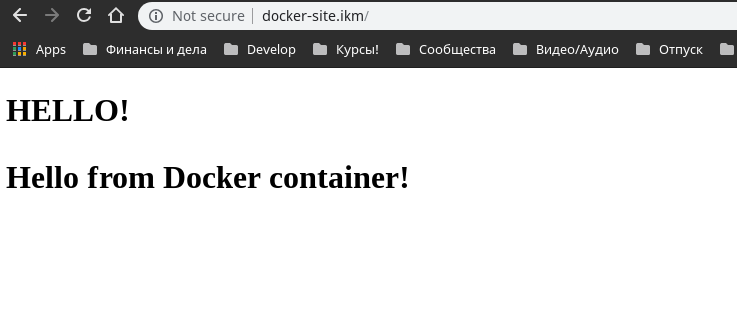 Not secure docker-site.ikm/
Apps Финансы и дела Develop Курсы! Сообщества Видео/Аудио Отпуск
HELLO!
Hello from Docker container!